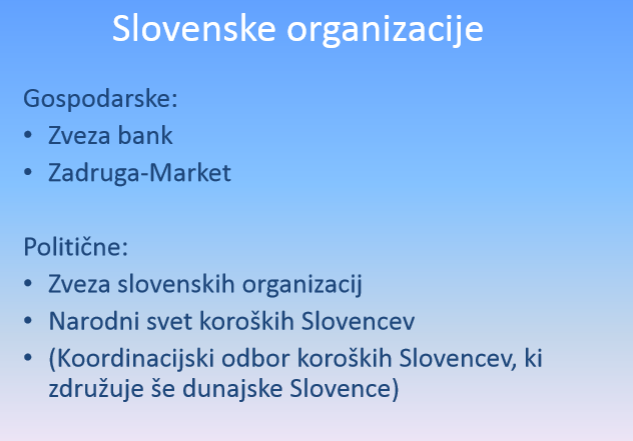 Slovenske organizacije
Gospodarske:
• Zveza bank
• Zadruga-Market
Politične:
• Zveza slovenskih organizacij
• Narodni svet koroških Slovencev
• (Koordinacijski odbor koroških Slovencev, ki
združuje še dunajske Slovence)